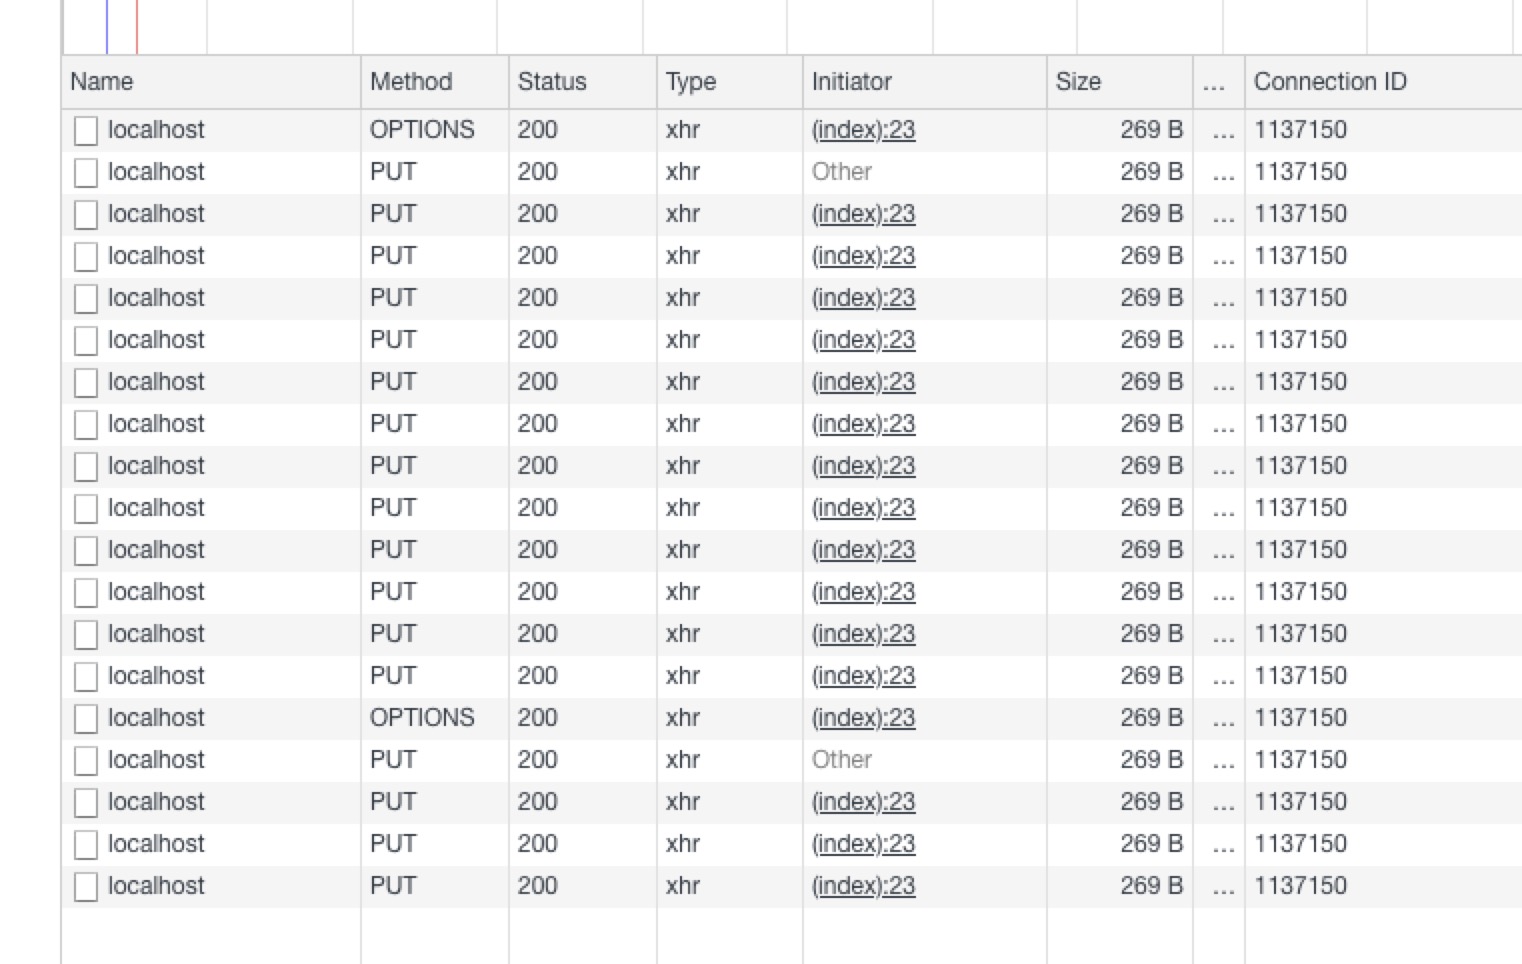 Name Method Status Type Initiator Size ... Connection ID
localhost OPTIONS 200 xhr (index):23 269 B ... 1137150
localhost PUT 200 xhr Other 269 B ... 1137150
localhost PUT 200 xhr (index):23 269 B ... 1137150
localhost PUT 200 xhr (index):23 269 B ... 1137150
localhost PUT 200 xhr (index):23 269 B ... 1137150
localhost PUT 200 xhr (index):23 269 B ... 1137150
localhost PUT 200 xhr (index):23 269 B ... 1137150
localhost PUT 200 xhr (index):23 269 B ... 1137150
localhost PUT 200 xhr (index):23 269 B ... 1137150
localhost PUT 200 xhr (index):23 269 B ... 1137150
localhost PUT 200 xhr (index):23 269 B ... 1137150
localhost PUT 200 xhr (index):23 269 B ... 1137150
localhost PUT 200 xhr (index):23 269 B ... 1137150
localhost PUT 200 xhr (index):23 269 B ... 1137150
localhost OPTIONS 200 xhr (index):23 269 B ... 1137150
localhost PUT 200 xhr Other 269 B ... 1137150
localhost PUT 200 xhr (index):23 269 B ... 1137150
localhost PUT 200 xhr (index):23 269 B ... 1137150
localhost PUT 200 xhr (index):23 269 B ... 1137150